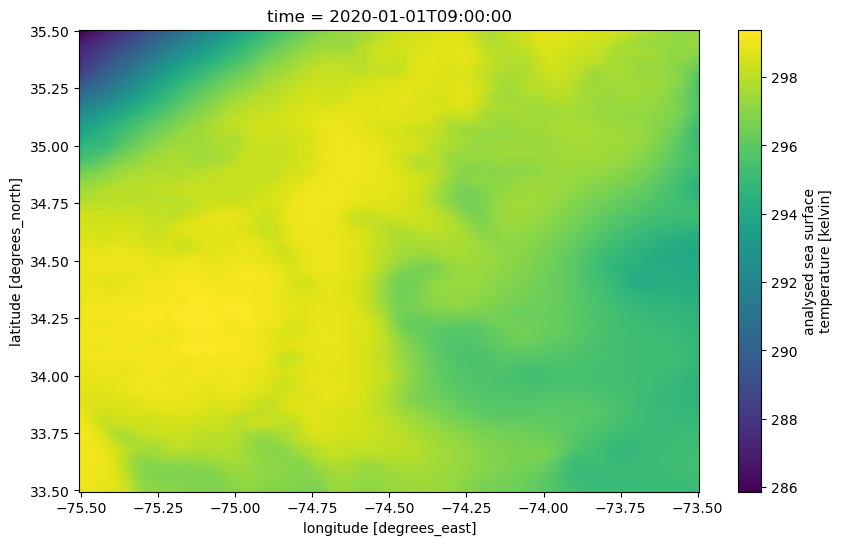 time = 2020-01-01T09:00:00
35.50
35.25
35.00
34.75
34.50
34.25
34.00
33.75
33.50
latitude [degrees_north]
−75.50 −75.25 −75.00 −74.75 −74.50 −74.25 −74.00 −73.75 −73.50
longitude [degrees_east]
298
296
294
292
290
288
286
analysed sea surface
temperature [kelvin]